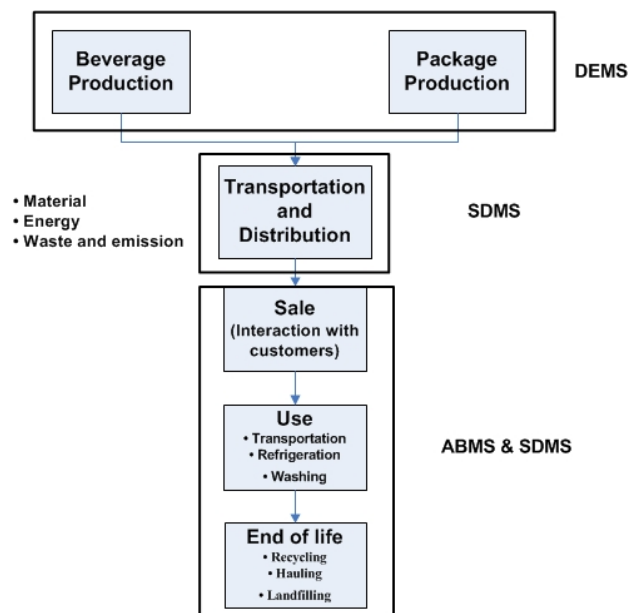 Beverage
Production
Package
Production
DEMS
• Material
• Energy
• Waste and emission
Transportation
and
Distribution
SDMS
Sale
(Interaction with
customers)
Use
• Transportation
• Refrigeration
• Washing
ABMS & SDMS
End of life
• Recycling
• Hauling
• Landfilling